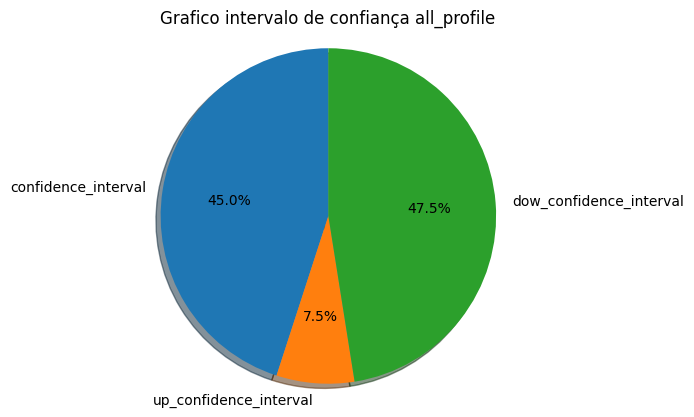 Grafico intervalo de confiança all_profile
confidence_interval
45.0%
47.5%
dow_confidence_interval
7.5%
up_confidence_interval